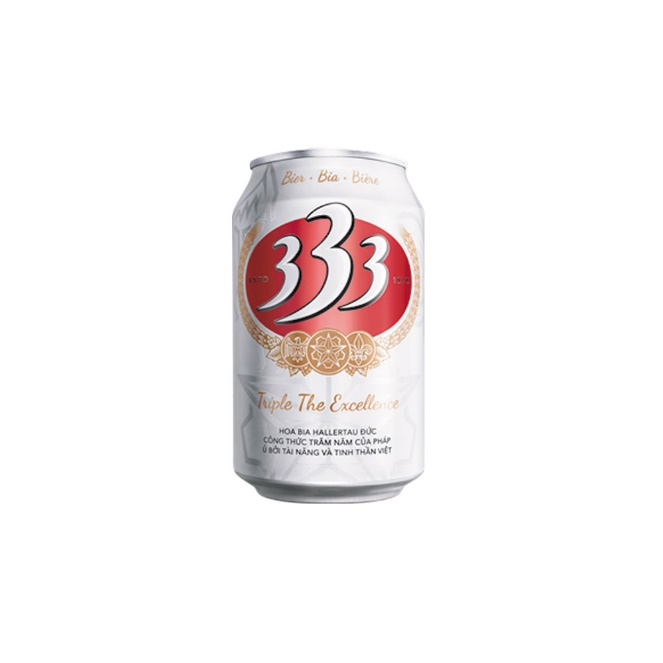 Bier · Bia · Bière
333
Triple The Excellence
HOA BIA HALLERTAU ĐỨC
CÔNG THỨC TRĂM NĂM CỦA PHÁP
Ủ BỞI TÀI NĂNG VÀ TINH THẦN VIỆT